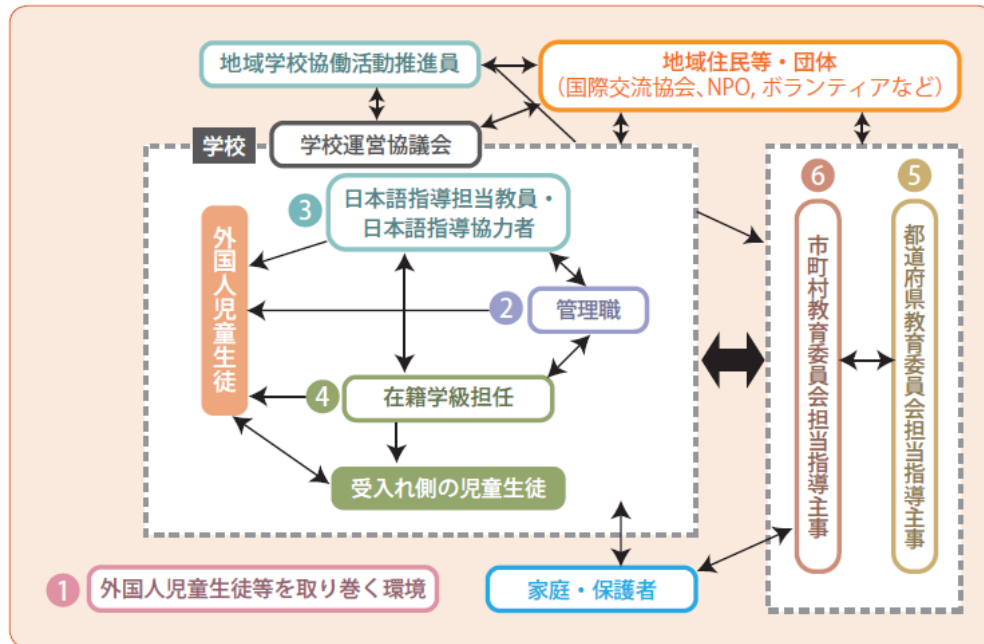 地域学校協働活動推進員
地域住民等・団体
（国際交流協会、NPO, ボランティアなど）
学校
学校運営協議会
3
日本語指導担当教員・
日本語指導協力者
外国人児童生徒
2
管理職
4
在籍学級担任
受入れ側の児童生徒
6
市町村教育委員会担当指導主事
5
都道府県教育委員会担当指導主事
1
外国人児童生徒等を取り巻く環境
家庭・保護者